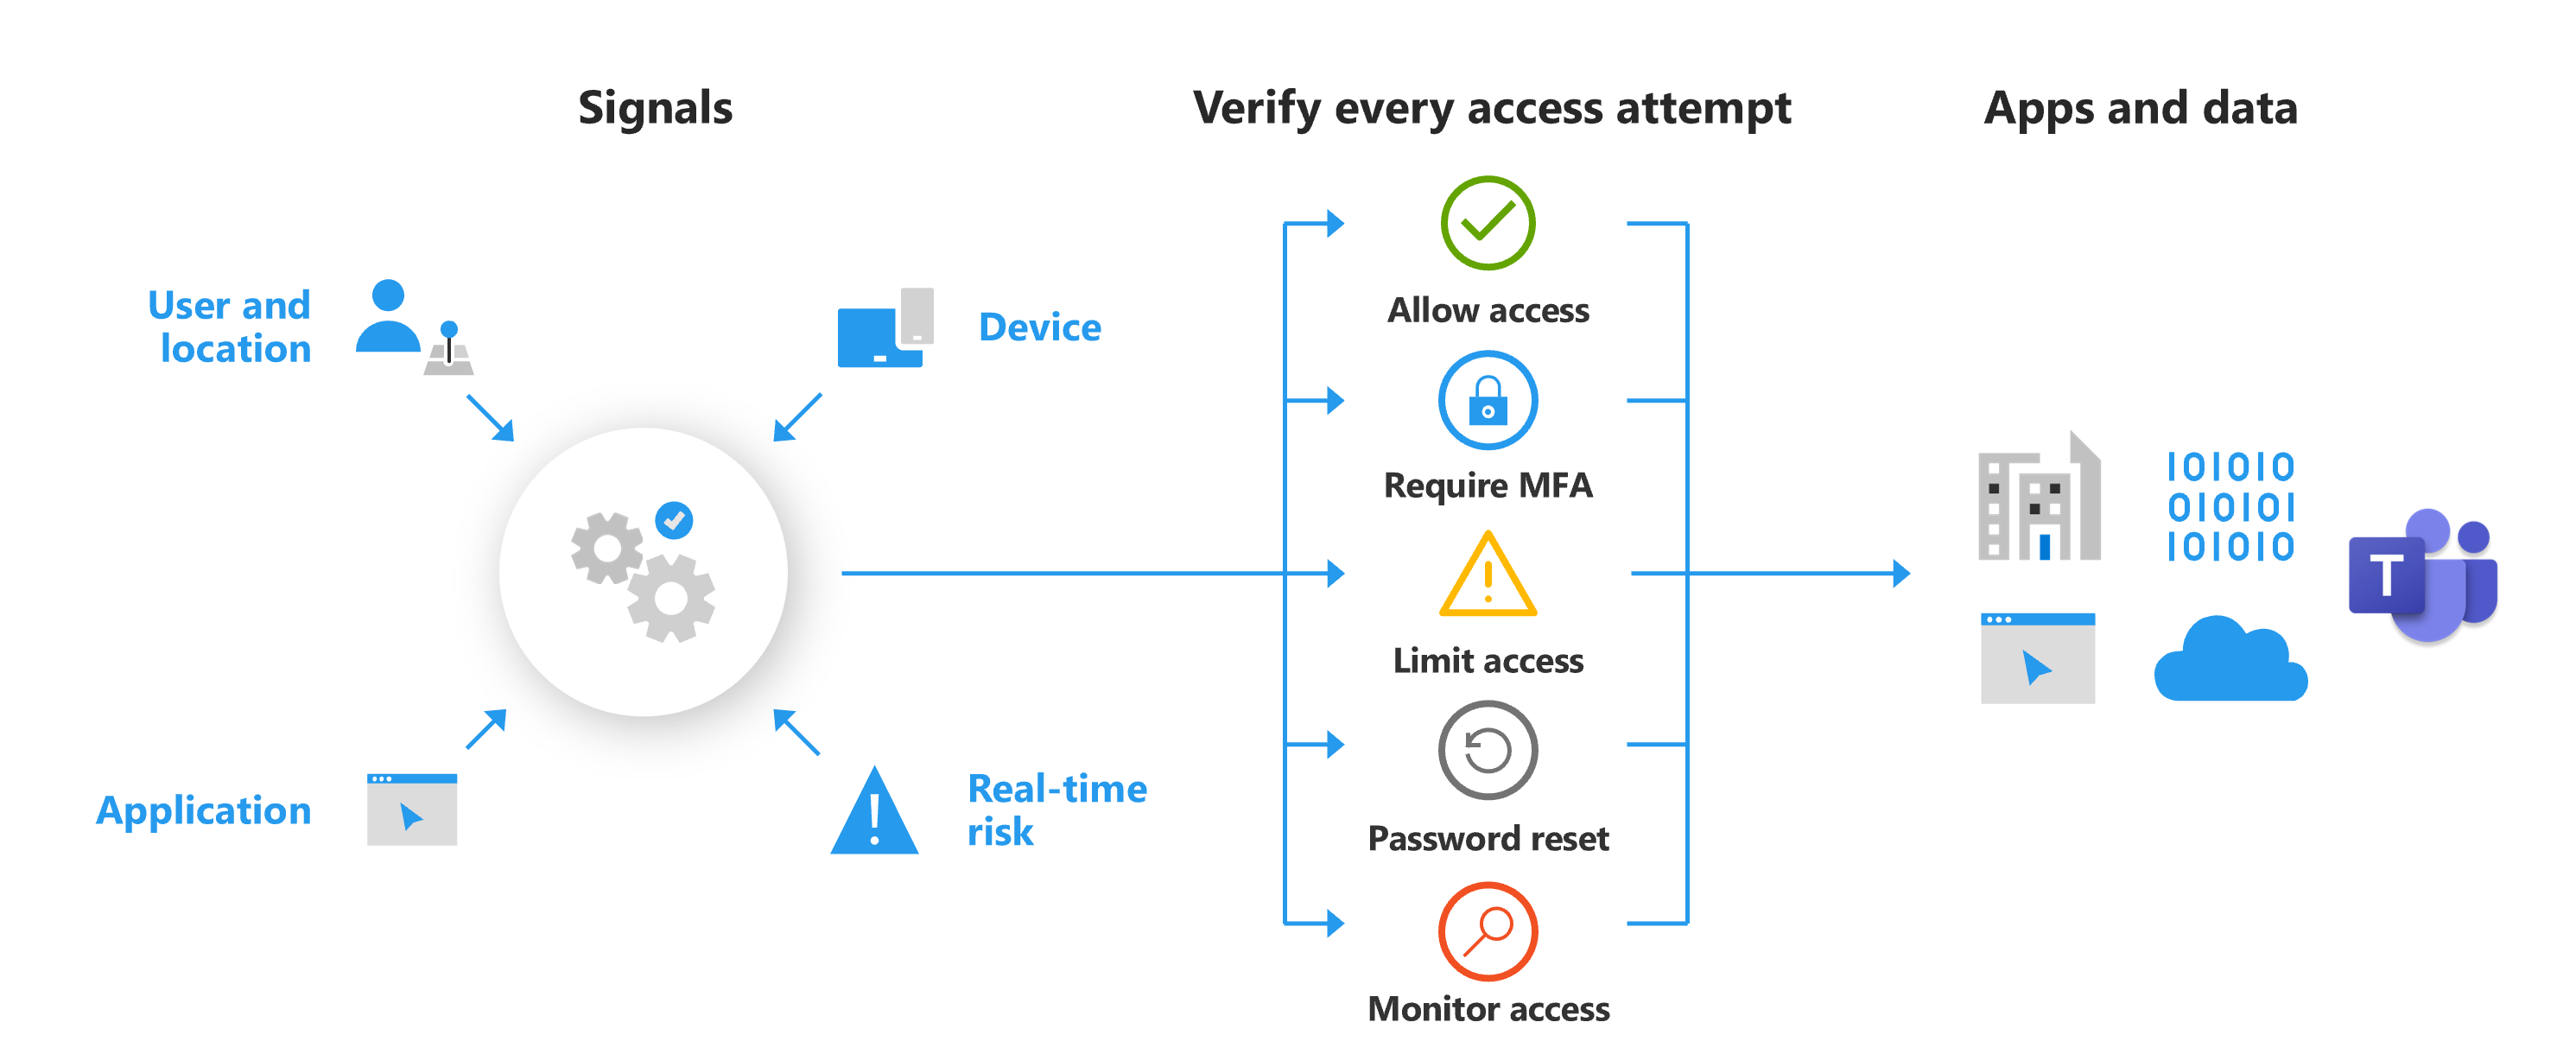 Signals
Verify every access attempt
Apps and data
User and
location
Device
Application
Real-time
risk
Allow access
Require MFA
Limit access
Password reset
Monitor access
101010
010101
101010
T